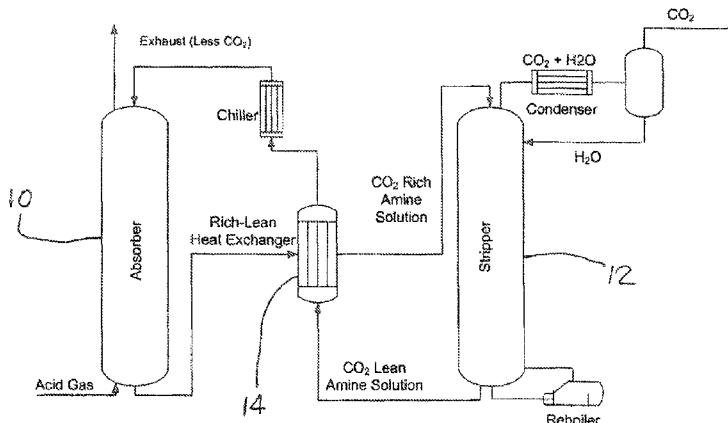 CO₂
Exhaust (Less CO₂)
CO₂ + H2O
Condenser
Chiller
H₂O
CO₂ Rich
Amine
Solution
10
Rich-Lean
Heat Exchanger
Absorber
Stripper
12
CO₂ Lean
Amine Solution
Acid Gas
14
Reboiler